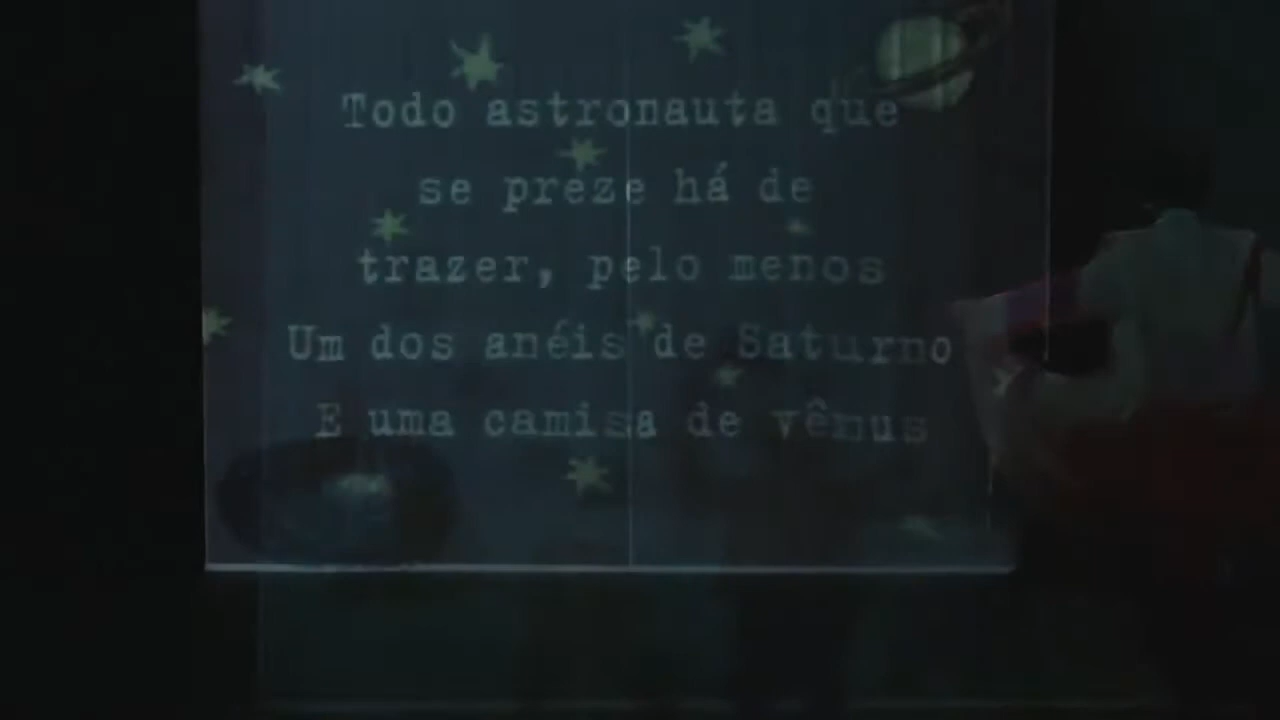 Todo astronauta que
se preze há de
trazer, pelo menos
Um dos anéis de Saturno
E uma camisa de vênus